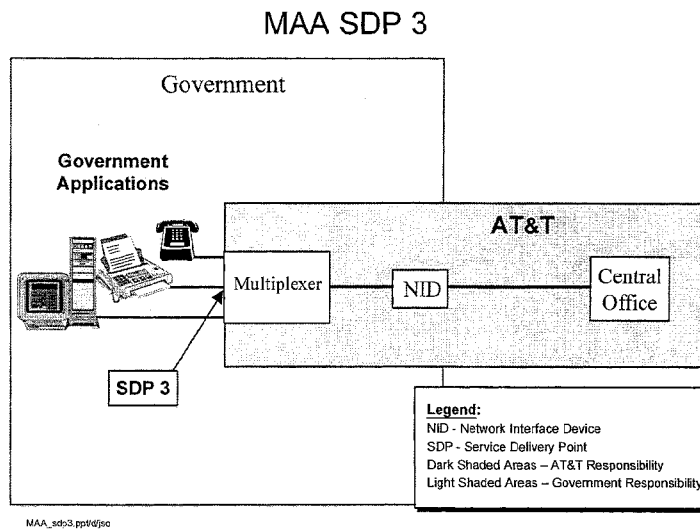 MAA SDP 3
Government
Government
Applications
AT&T
Multiplexer
NID
Central
Office
SDP 3
Legend:
NID - Network Interface Device
SDP - Service Delivery Point
Dark Shaded Areas – AT&T Responsibility
Light Shaded Areas – Government Responsibility
MAA_sdp3.ppt/d/jso